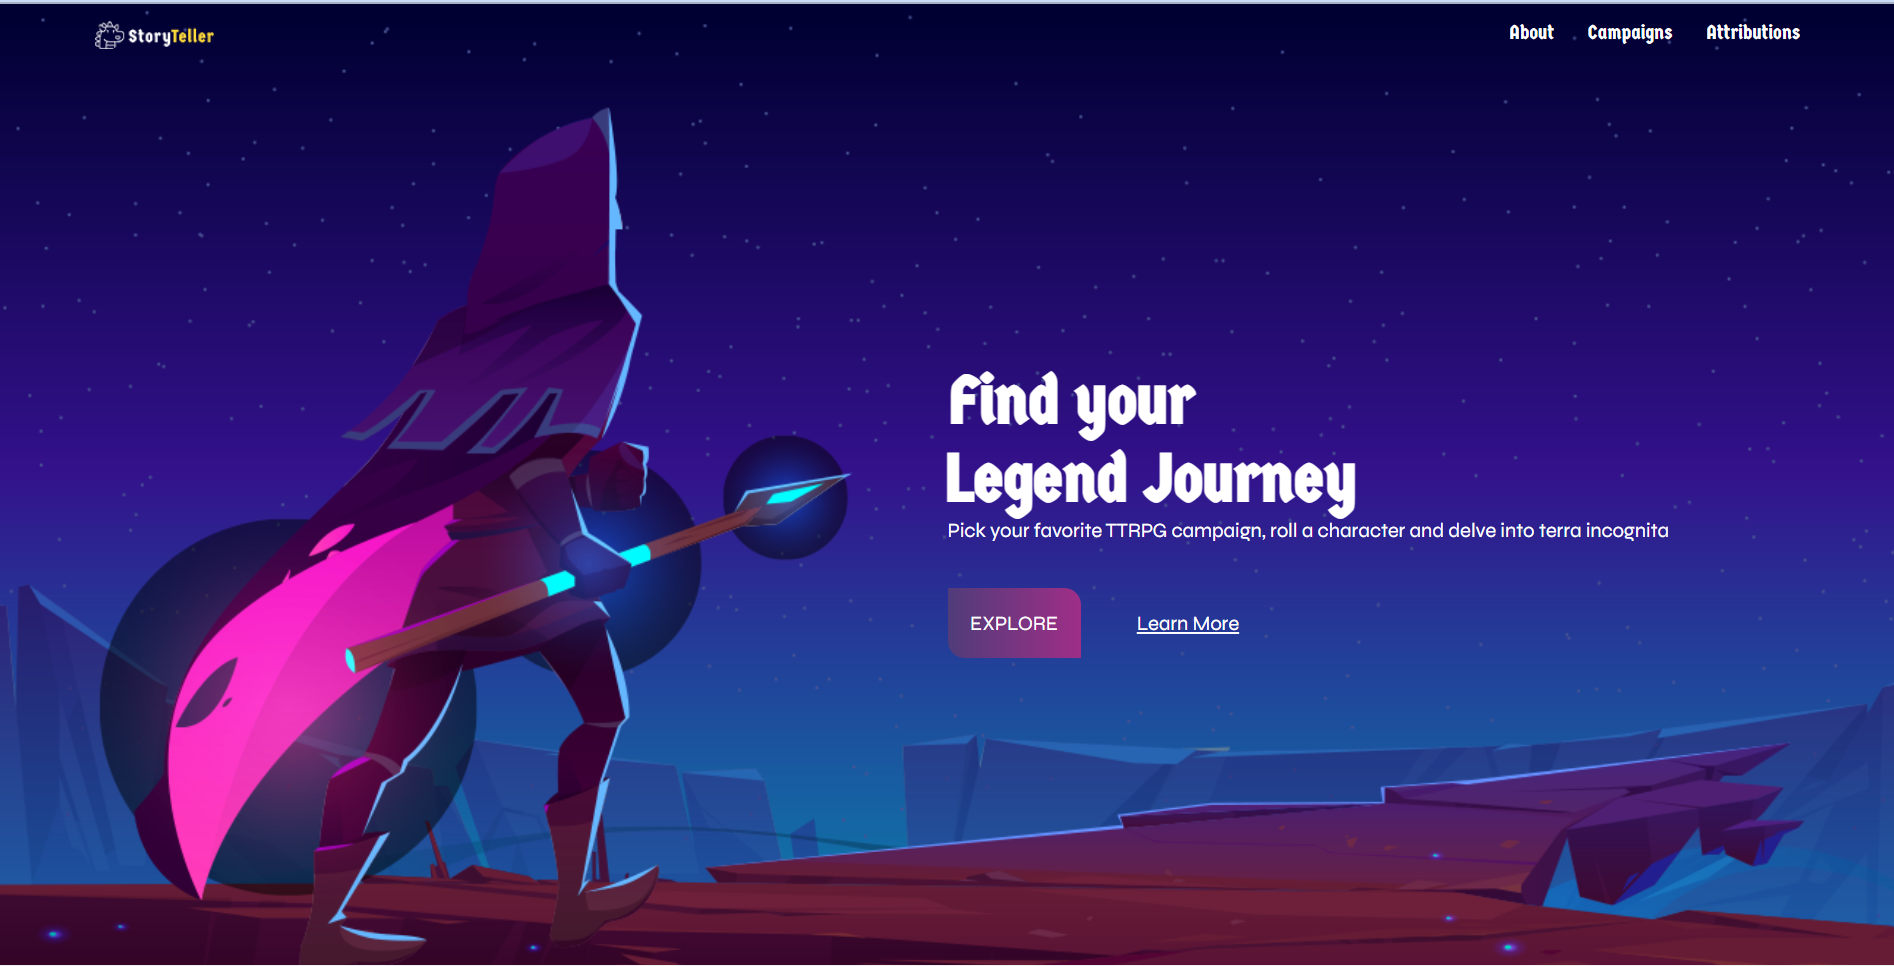 StoryTeller
About Campaigns Attributions
Find your
Legend Journey
Pick your favorite TTRPG campaign, roll a character and delve into terra incognita
EXPLORE Learn More